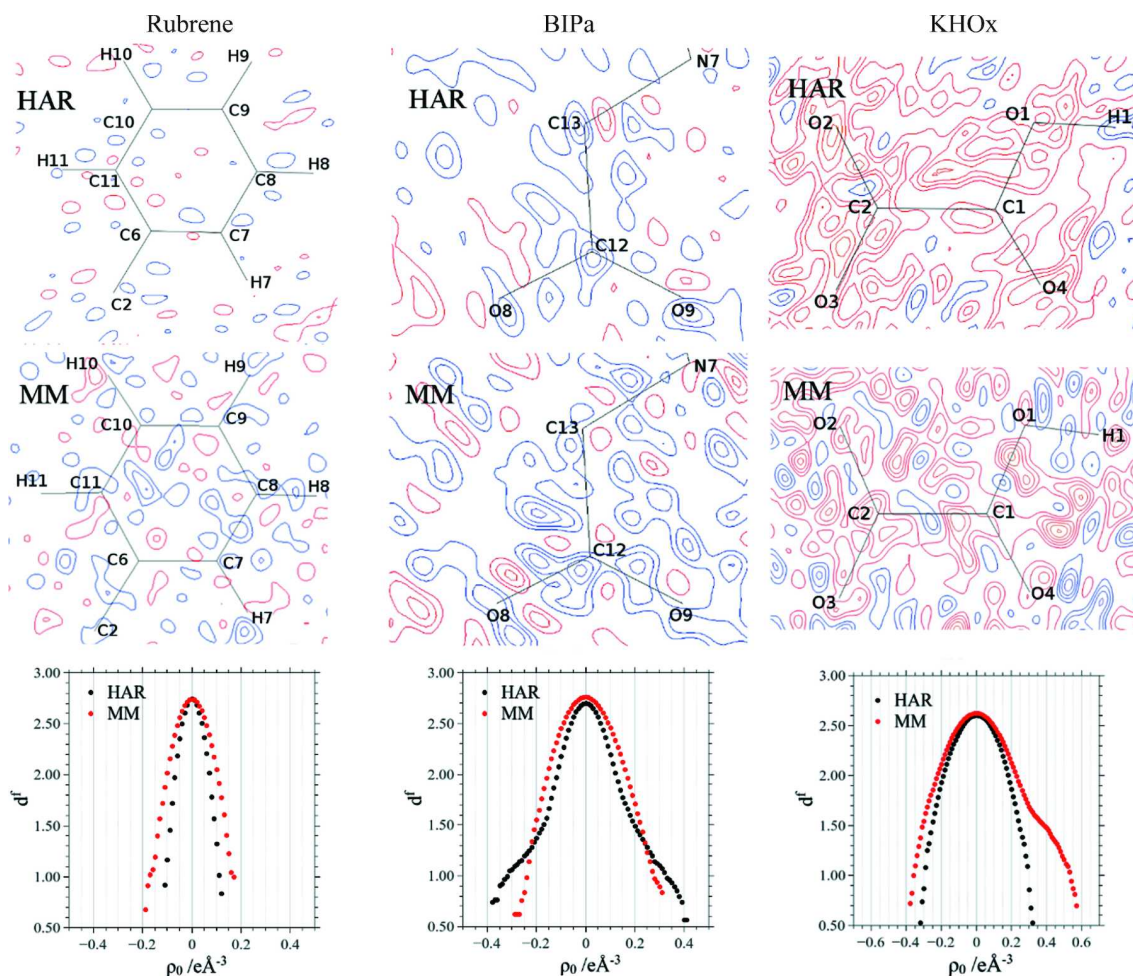 Rubrene BIPa KHOx
HAR
H10
H9
C9
C10
H11
C11
C8
H8
C6
C7
H7
C2
HAR
N7
C13
C12
O8
O9
HAR
O2
O1
H1
C2
C1
O3
O4
MM
H10
H9
C10
C9
H11
C11
C8
H8
C6
C7
C2
H7
MM
N7
C13
C12
O8
O9
MM
O2
O1
H1
C2
C1
O3
O4
3.00
2.50
2.00
1.50
1.00
0.50
dᶠ
HAR
MM
−0.4 −0.2 0 0.2 0.4
ρ₀ /eÅ⁻³
3.00
2.50
2.00
1.50
1.00
0.50
dᶠ
HAR
MM
−0.4 −0.2 0 0.2 0.4
ρ₀ /eÅ⁻³
3.00
2.50
2.00
1.50
1.00
0.50
dᶠ
HAR
MM
−0.6 −0.4 −0.2 0 0.2 0.4 0.6
ρ₀ /eÅ⁻³